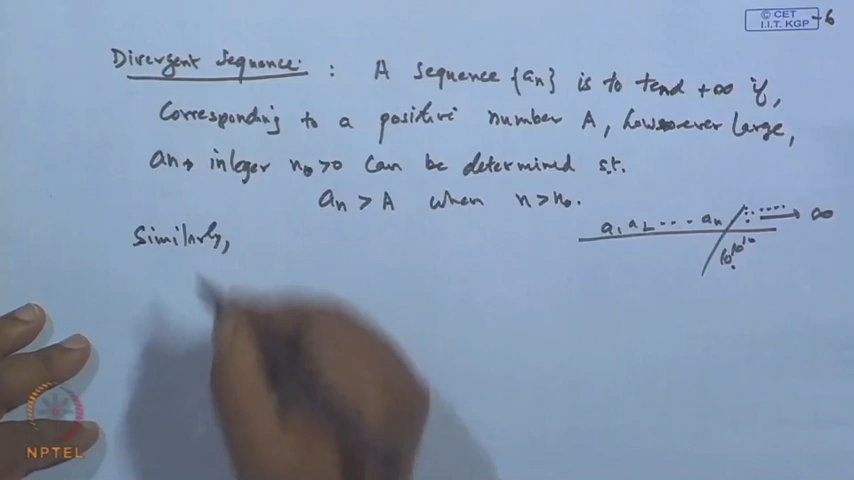 © CET
I.I.T. KGP
-6
Divergent Sequence : A sequence {an} is to tend +∞ if,
Corresponding to a positive number A, howsoever large,
an integer n₀>0 can be determined s.t.
an > A when n>n₀.
a₁ a₂ .... an ...... → ∞
Similarly,
NPTEL